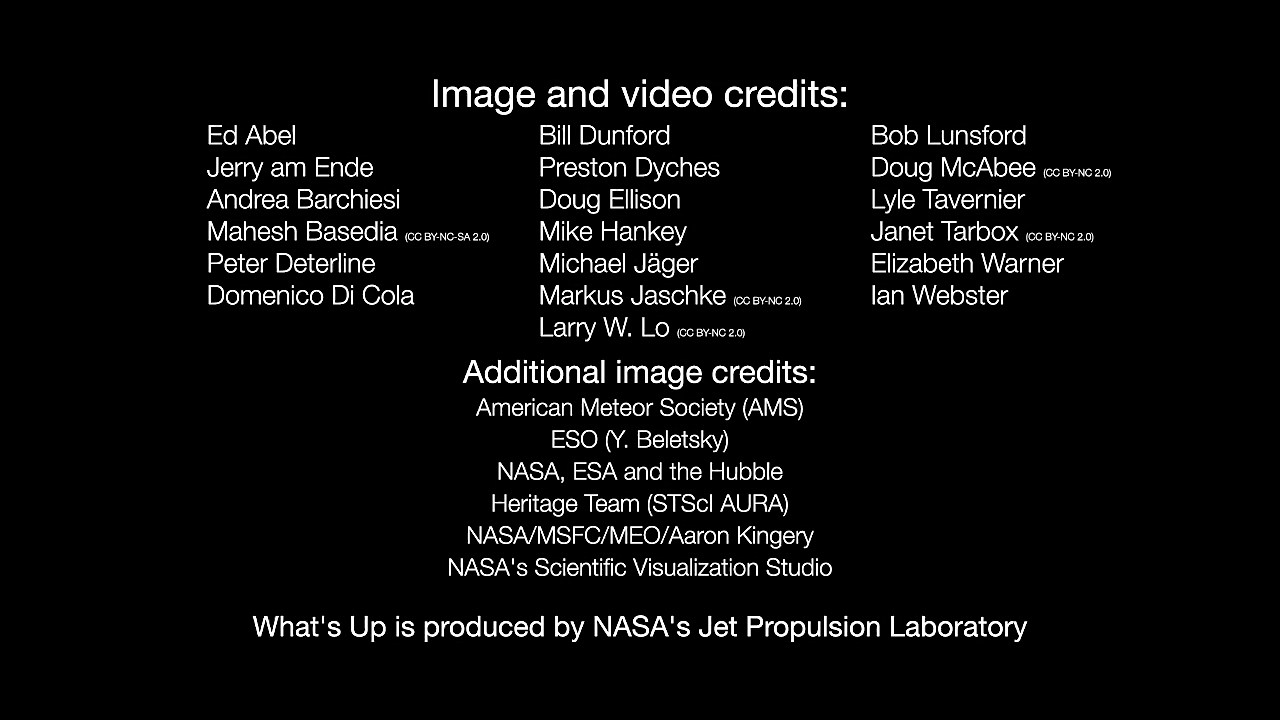 Image and video credits:
Ed Abel
Jerry am Ende
Andrea Barchiesi
Mahesh Basedia (CC BY-NC-SA 2.0)
Peter Deterline
Domenico Di Cola
Bill Dunford
Preston Dyches
Doug Ellison
Mike Hankey
Michael Jäger
Markus Jaschke (CC BY-NC 2.0)
Larry W. Lo (CC BY-NC 2.0)
Bob Lunsford
Doug McAbee (CC BY-NC 2.0)
Lyle Tavernier
Janet Tarbox (CC BY-NC 2.0)
Elizabeth Warner
Ian Webster
Additional image credits:
American Meteor Society (AMS)
ESO (Y. Beletsky)
NASA, ESA and the Hubble
Heritage Team (STScI AURA)
NASA/MSFC/MEO/Aaron Kingery
NASA's Scientific Visualization Studio
What's Up is produced by NASA's Jet Propulsion Laboratory